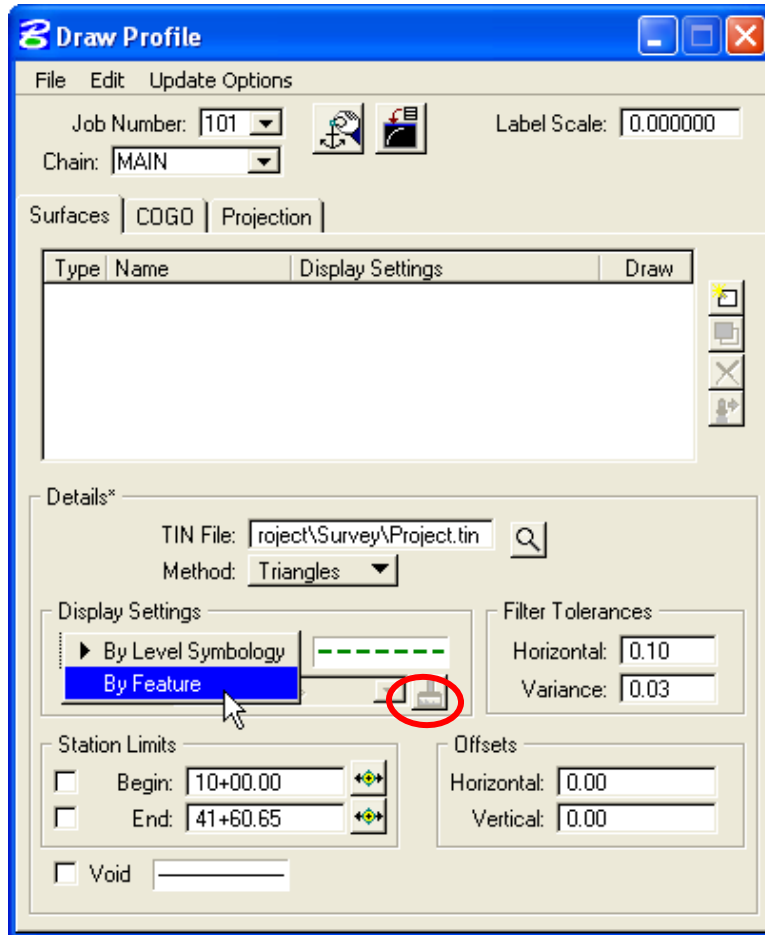 Draw Profile
File Edit Update Options
Job Number: 101 Label Scale: 0.000000
Chain: MAIN
Surfaces COGO Projection
Type Name Display Settings Draw
Details*
TIN File: roject\Survey\Project.tin
Method: Triangles
Display Settings Filter Tolerances
By Level Symbology Horizontal: 0.10
By Feature Variance: 0.03
Station Limits Offsets
Begin: 10+00.00 Horizontal: 0.00
End: 41+60.65 Vertical: 0.00
Void